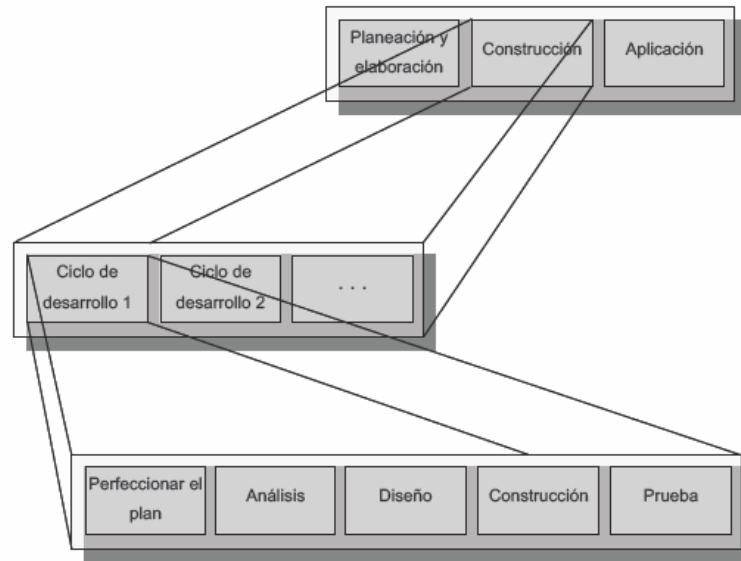 Planeación y
elaboración
Construcción
Aplicación
Ciclo de
desarrollo 1
Ciclo de
desarrollo 2
. . .
Perfeccionar el
plan
Análisis
Diseño
Construcción
Prueba